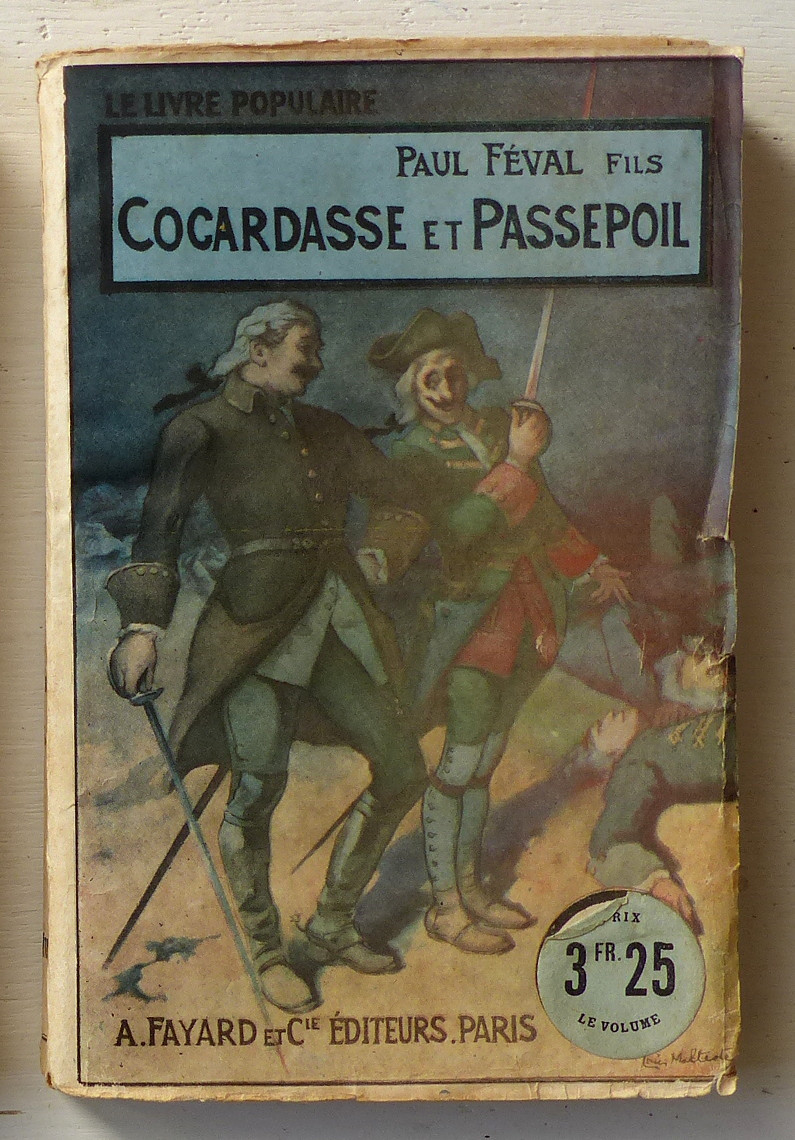 LE LIVRE POPULAIRE
PAUL FÉVAL FILS
COCARDASSE ET PASSEPOIL
RIX
3 FR. 25
LE VOLUME
A. FAYARD ET CIE ÉDITEURS. PARIS